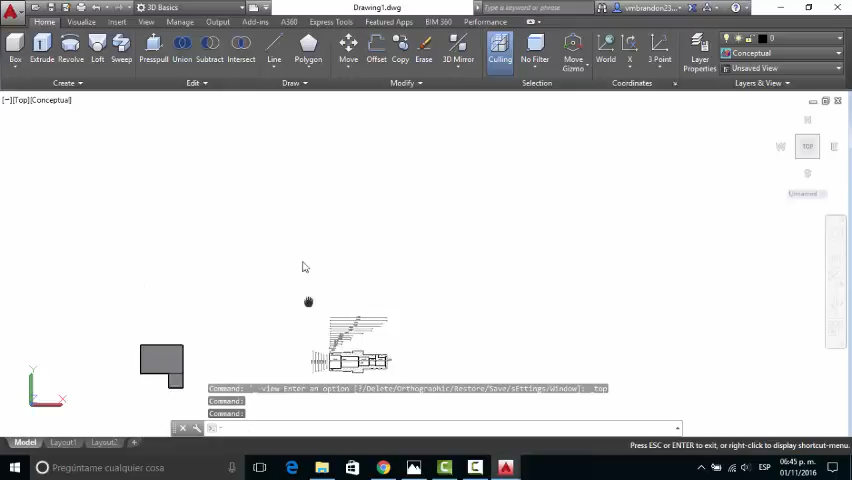 3D Basics
Drawing1.dwg
Type a keyword or phrase
vmbrandon23...
Home Visualize Insert View Manage Output Add-ins A360 Express Tools Featured Apps BIM 360 Performance
Box Extrude Revolve Loft Sweep Presspull Union Subtract Intersect Line Polygon Move Offset Copy Erase 3D Mirror Culling No Filter Move Gizmo World X 3 Point Layer Properties
0
Conceptual
Unsaved View
Create Edit Draw Modify Selection Coordinates Layers & View
[−][Top][Conceptual]
TOP
W E
S
Unnamed
Y
X
Command: '_-view Enter an option [?/Delete/Orthographic/Restore/Save/sEttings/Window]: _top
Command:
Command:
Model Layout1 Layout2 +
Press ESC or ENTER to exit, or right-click to display shortcut-menu.
Pregúntame cualquier cosa
ESP
06:45 p. m.
01/11/2016